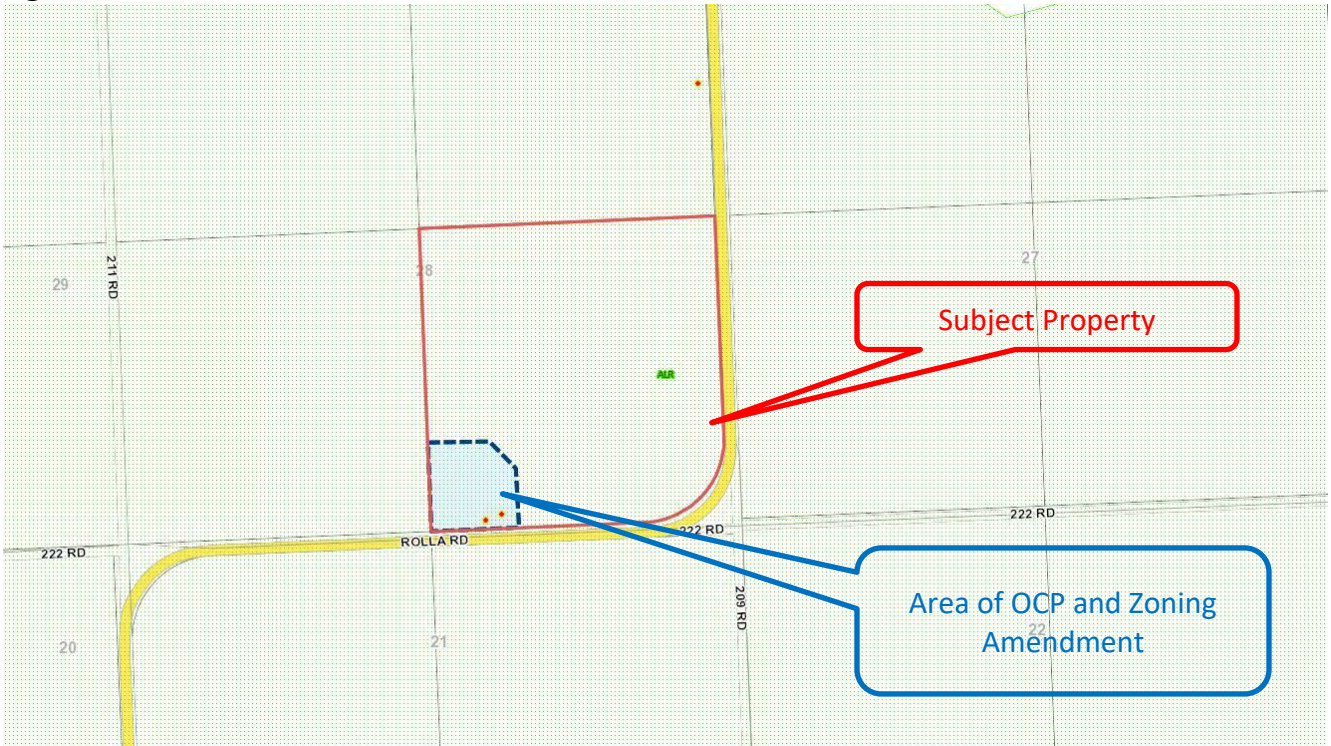 27
28
29
211 RD
Subject Property
ALR
222 RD
222 RD
ROLLA RD
222 RD
209 RD
Area of OCP and Zoning
Amendment
22
21
20